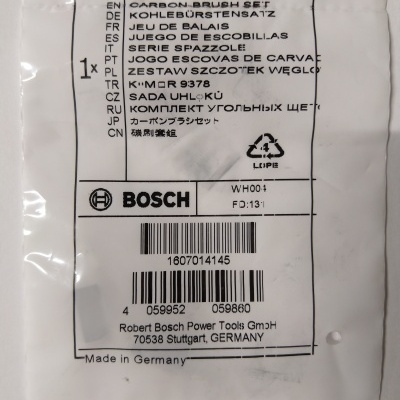 EN CARBON BRUSH SET
DE KOHLEBÜRSTENSATZ
FR JEU DE BALAIS
ES JUEGO DE ESCOBILLAS
IT SERIE SPAZZOLE
1x PT JOGO ESCOVAS DE CARVAC
PL ZESTAW SZCZOTEK WĘGLO
TR 9378
CZ SADA
RU КОМПЛЕКТ УГОЛЬНЫХ ЩЕТ
JP カーボンブラシセット
CN 碳刷套组
4
LDPE
BOSCH
WH004
FD:131
1607014145
4 059952 059860
Robert Bosch Power Tools GmbH
70538 Stuttgart, GERMANY
Made in Germany